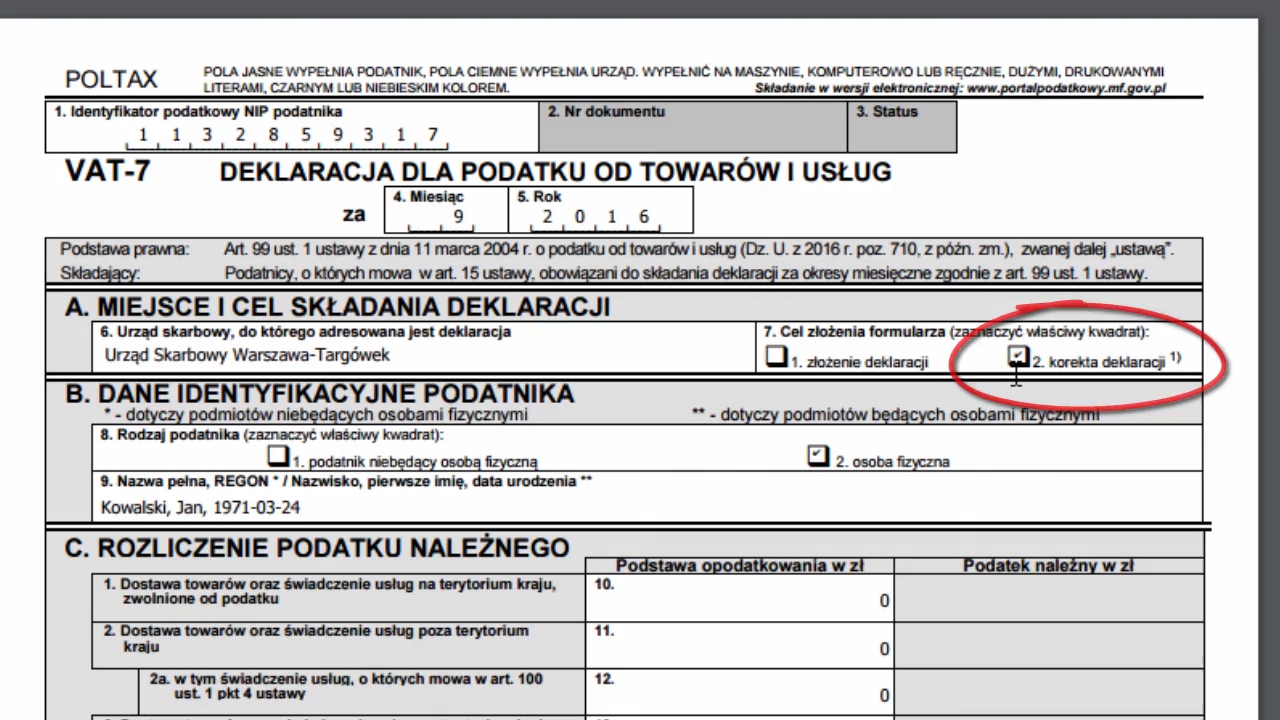 POLTAX
POLA JASNE WYPEŁNIA PODATNIK, POLA CIEMNE WYPEŁNIA URZĄD. WYPEŁNIĆ NA MASZYNIE, KOMPUTEROWO LUB RĘCZNIE, DUŻYMI, DRUKOWANYMI
LITERAMI, CZARNYM LUB NIEBIESKIM KOLOREM.
Składanie w wersji elektronicznej: www.portalpodatkowy.mf.gov.pl
1. Identyfikator podatkowy NIP podatnika
1 1 3 2 8 5 9 3 1 7
2. Nr dokumentu
3. Status
VAT-7
DEKLARACJA DLA PODATKU OD TOWARÓW I USŁUG
za
4. Miesiąc
9
5. Rok
2 0 1 6
Podstawa prawna: Art. 99 ust. 1 ustawy z dnia 11 marca 2004 r. o podatku od towarów i usług (Dz. U. z 2016 r. poz. 710, z późn. zm.), zwanej dalej „ustawą”.
Składający: Podatnicy, o których mowa w art. 15 ustawy, obowiązani do składania deklaracji za okresy miesięczne zgodnie z art. 99 ust. 1 ustawy.
A. MIEJSCE I CEL SKŁADANIA DEKLARACJI
6. Urząd skarbowy, do którego adresowana jest deklaracja
Urząd Skarbowy Warszawa-Targówek
7. Cel złożenia formularza (zaznaczyć właściwy kwadrat):
1. złożenie deklaracji
2. korekta deklaracji 1)
B. DANE IDENTYFIKACYJNE PODATNIKA
* - dotyczy podmiotów niebędących osobami fizycznymi
** - dotyczy podmiotów będących osobami fizycznymi
8. Rodzaj podatnika (zaznaczyć właściwy kwadrat):
1. podatnik niebędący osobą fizyczną
2. osoba fizyczna
9. Nazwa pełna, REGON * / Nazwisko, pierwsze imię, data urodzenia **
Kowalski, Jan, 1971-03-24
C. ROZLICZENIE PODATKU NALEŻNEGO
Podstawa opodatkowania w zł
Podatek należny w zł
1. Dostawa towarów oraz świadczenie usług na terytorium kraju,
zwolnione od podatku
10.
0
2. Dostawa towarów oraz świadczenie usług poza terytorium
kraju
11.
0
2a. w tym świadczenie usług, o których mowa w art. 100
ust. 1 pkt 4 ustawy
12.
0